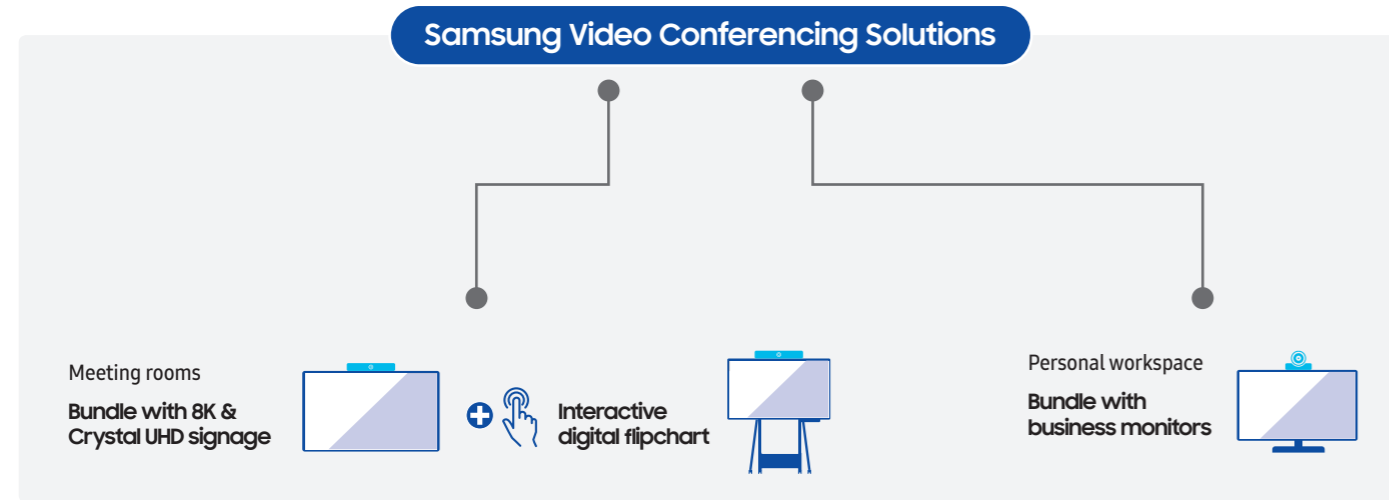 Samsung Video Conferencing Solutions
Meeting rooms
Bundle with 8K &
Crystal UHD signage
Interactive
digital flipchart
Personal workspace
Bundle with
business monitors